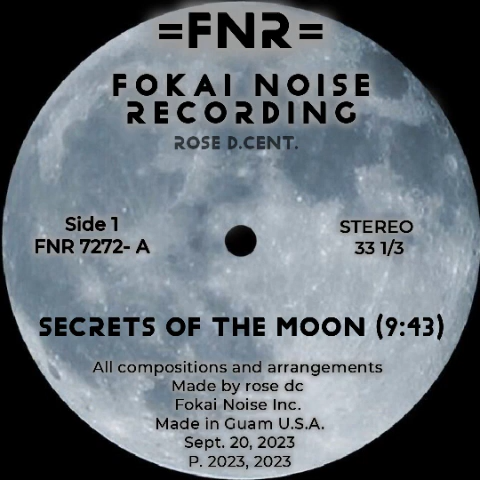 =FNR=
FOKAI NOISE
RECORDING
ROSE D.CENT.
Side 1
FNR 7272- A
STEREO
33 1/3
SECRETS OF THE MOON (9:43)
All compositions and arrangements
Made by rose dc
Fokai Noise Inc.
Made in Guam U.S.A.
Sept. 20, 2023
P. 2023, 2023